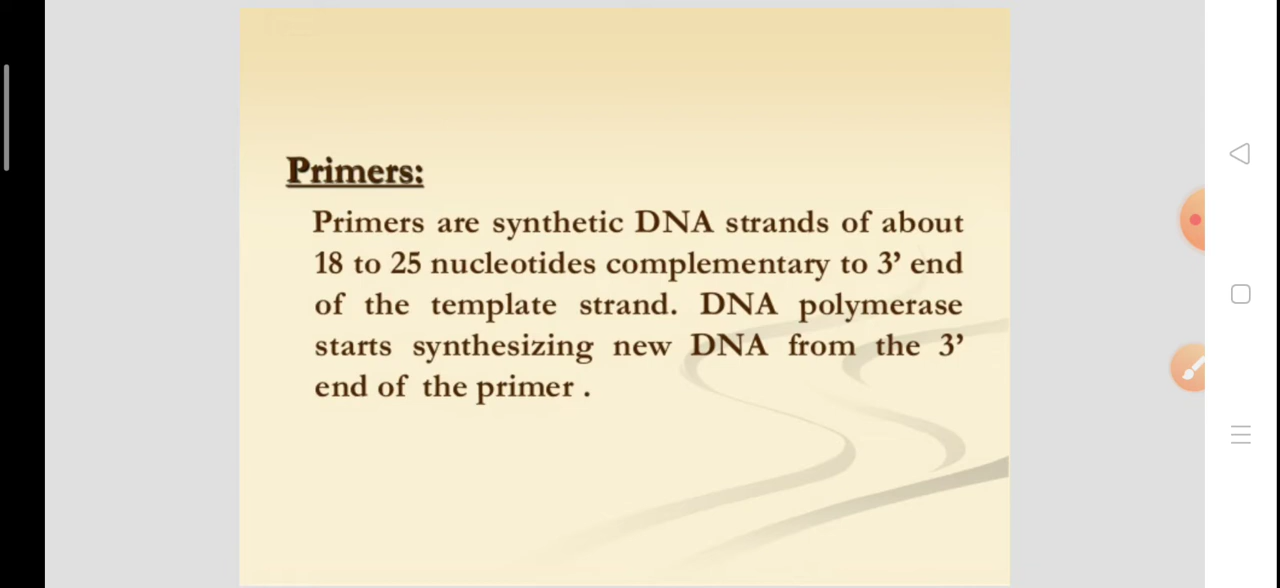 Primers:
Primers are synthetic DNA strands of about
18 to 25 nucleotides complementary to 3’ end
of the template strand. DNA polymerase
starts synthesizing new DNA from the 3’
end of the primer .